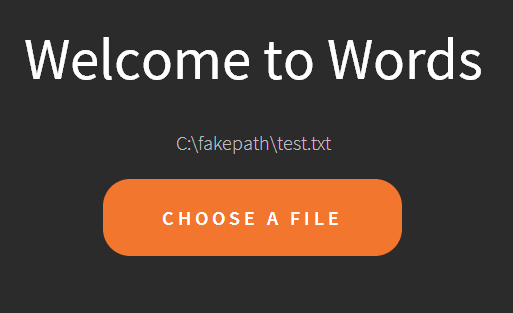 Welcome to Words
C:\fakepath\test.txt
CHOOSE A FILE